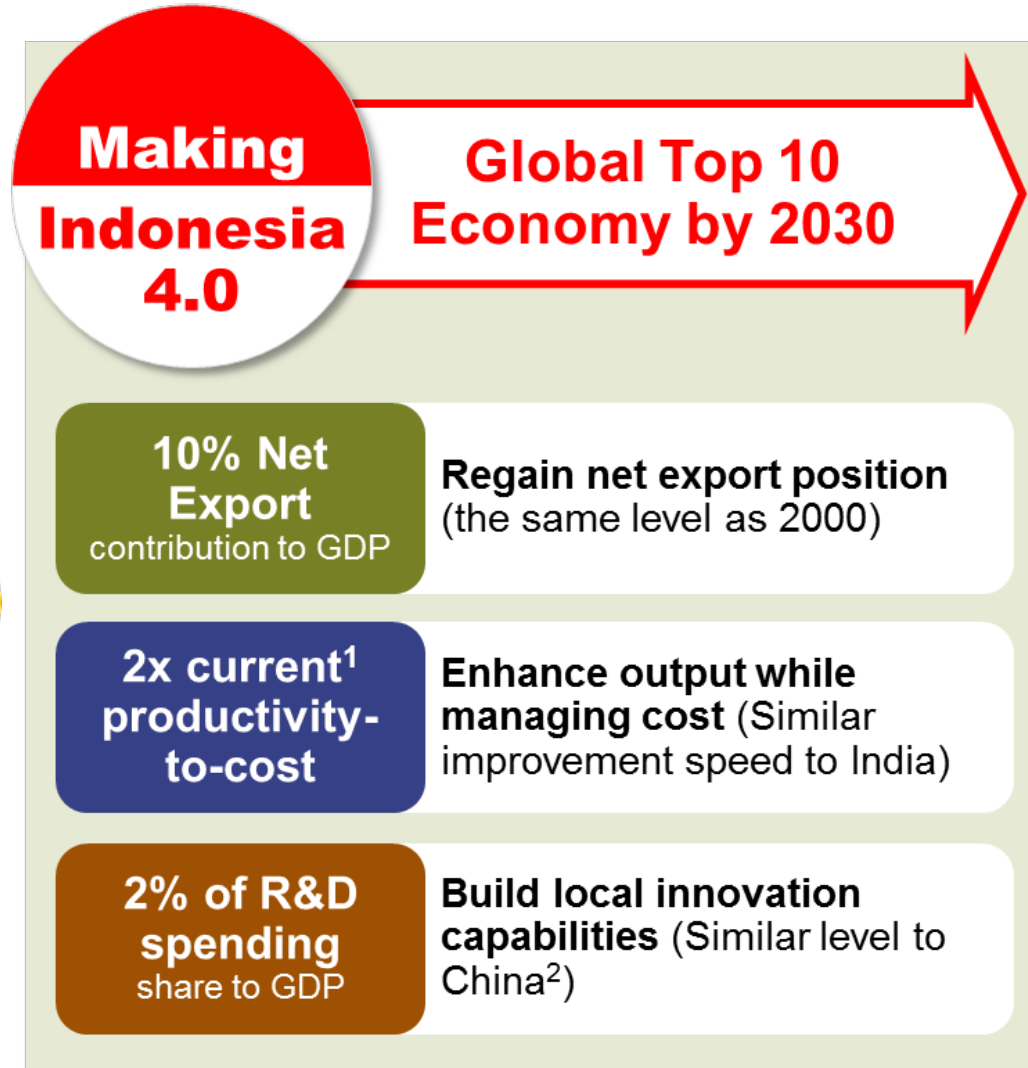 Making
Indonesia
4.0
Global Top 10
Economy by 2030
10% Net
Export
contribution to GDP
Regain net export position
(the same level as 2000)
2x current¹
productivity-
to-cost
Enhance output while
managing cost (Similar
improvement speed to India)
2% of R&D
spending
share to GDP
Build local innovation
capabilities (Similar level to
China²)